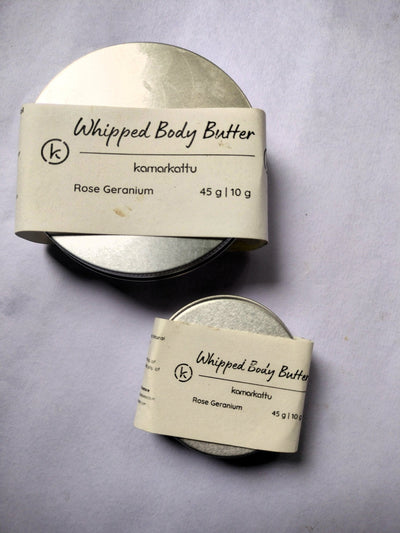 Whipped Body Butter
k
kamarkattu
Rose Geranium 45 g | 10 g
Whipped Body Butter
k
kamarkattu
Rose Geranium 45 g | 10 g